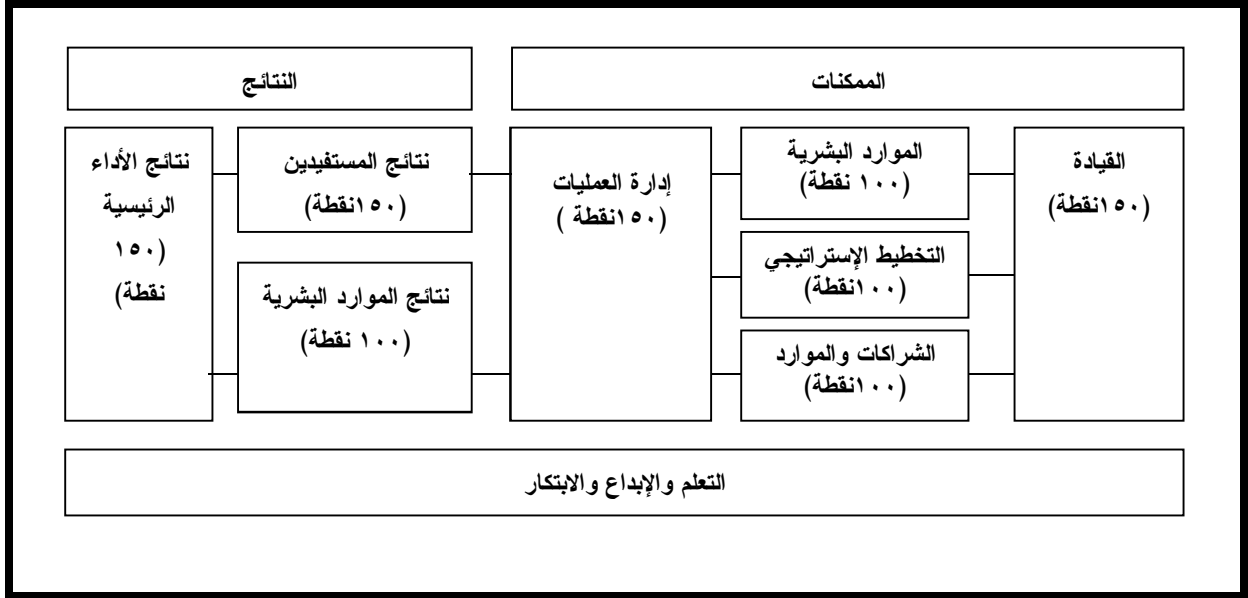 الممكنات
النتائج
القيادة
(١٥٠نقطة)
الموارد البشرية
(١٠٠ نقطة)
التخطيط الإستراتيجي
(١٠٠نقطة)
الشراكات والموارد
(١٠٠نقطة)
إدارة العمليات
(١٥٠نقطة )
نتائج المستفيدين
(١٥٠نقطة)
نتائج الموارد البشرية
(١٠٠ نقطة)
نتائج الأداء
الرئيسية
(١٥٠
نقطة)
التعلم والإبداع والابتكار